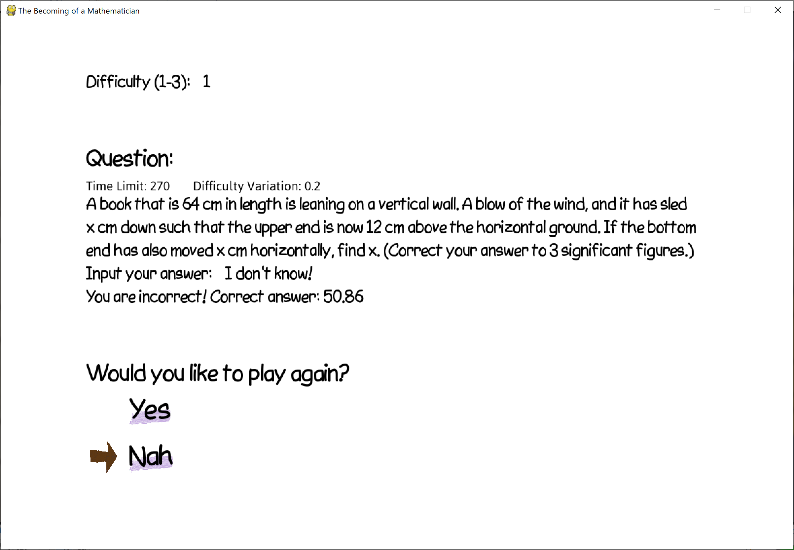 The Becoming of a Mathematician
Difficulty (1-3): 1
Question:
Time Limit: 270 Difficulty Variation: 0.2
A book that is 64 cm in length is leaning on a vertical wall. A blow of the wind, and it has sled
x cm down such that the upper end is now 12 cm above the horizontal ground. If the bottom
end has also moved x cm horizontally, find x. (Correct your answer to 3 significant figures.)
Input your answer: I don't know!
You are incorrect! Correct answer: 50.86
Would you like to play again?
Yes
Nah